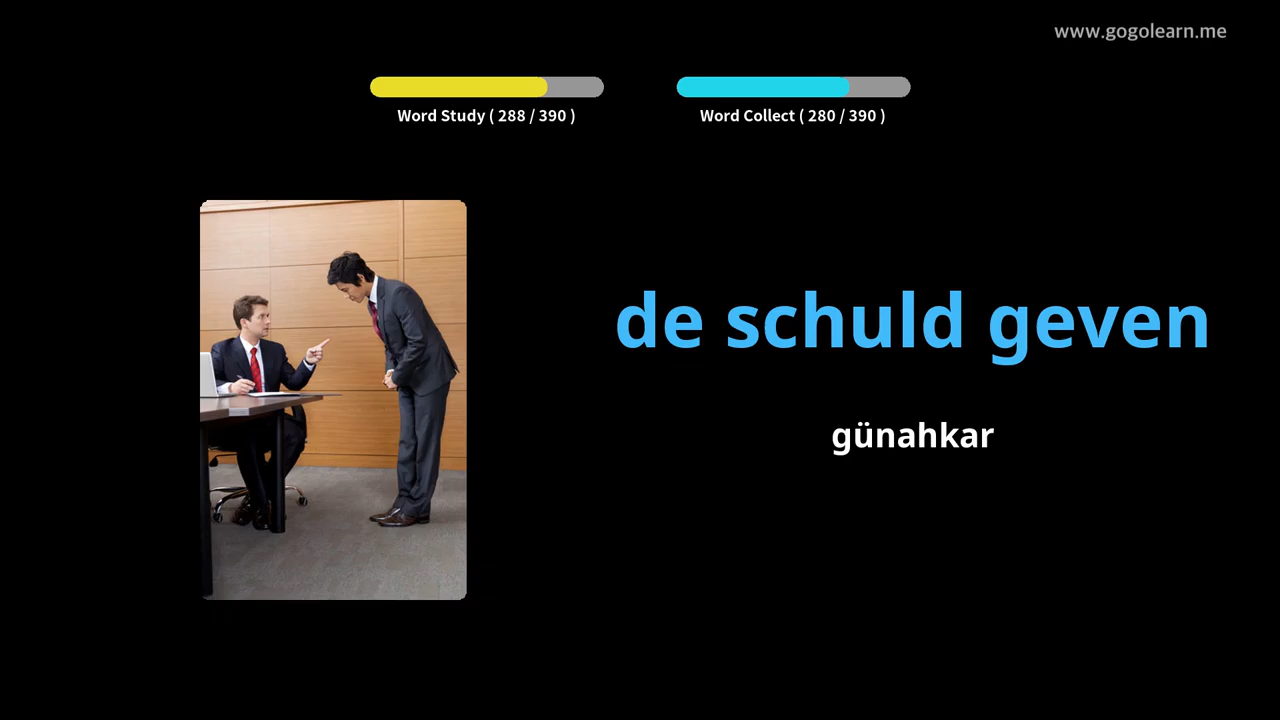 www.gogolearn.me
Word Study ( 288 / 390 )
Word Collect ( 280 / 390 )
de schuld geven
günahkar